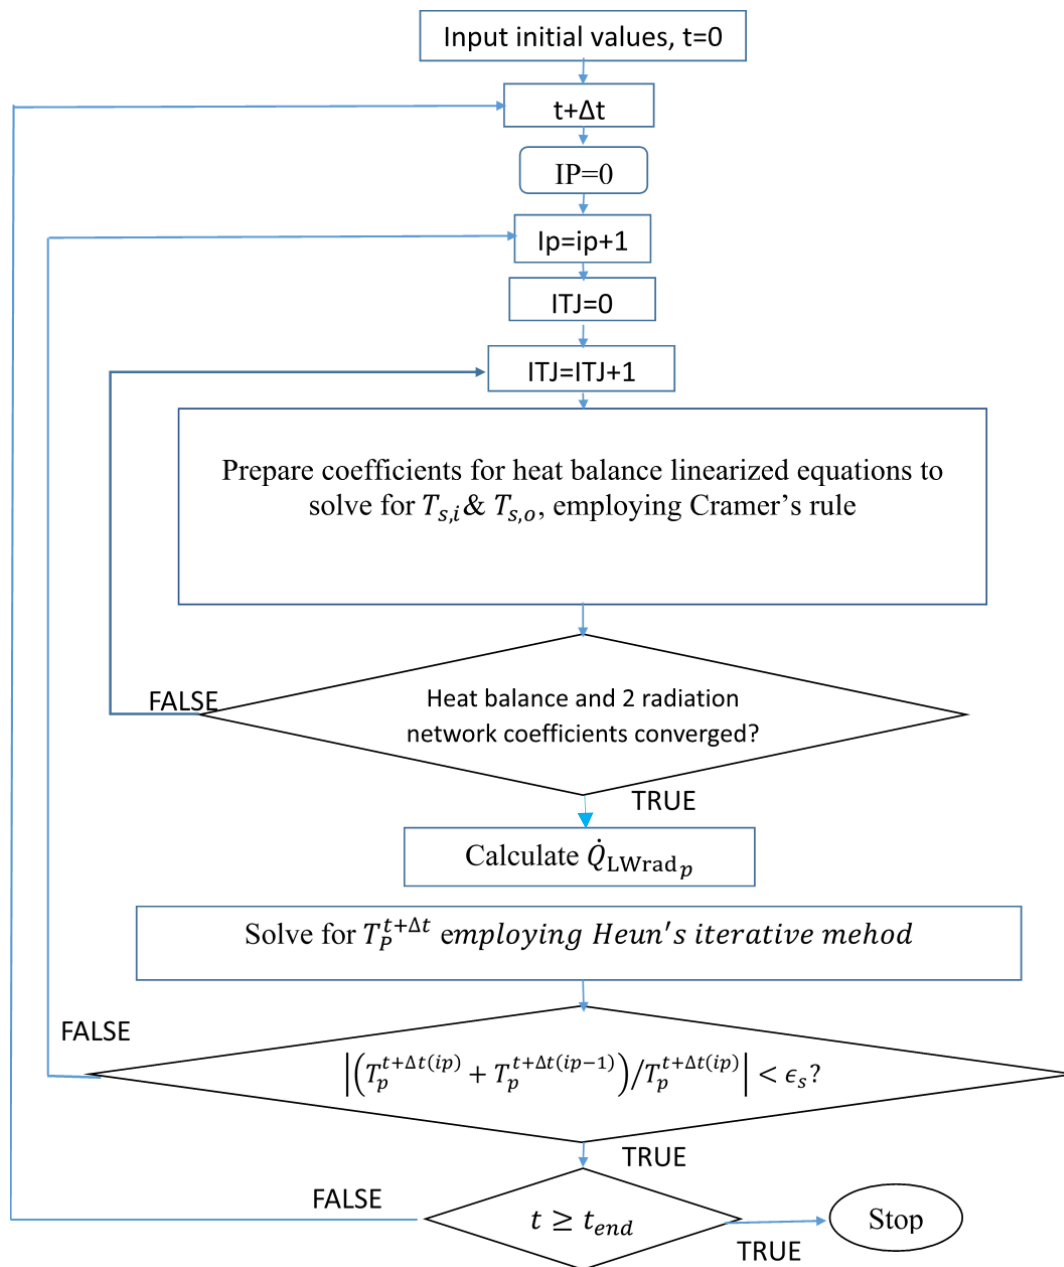 Input initial values, t=0
t+Δt
IP=0
Ip=ip+1
ITJ=0
ITJ=ITJ+1
Prepare coefficients for heat balance linearized equations to
solve for T_{s,i}& T_{s,o}, employing Cramer’s rule
FALSE
Heat balance and 2 radiation
network coefficients converged?
TRUE
Calculate Q̇_{LWrad_p}
Solve for T_P^{t+Δt} employing Heun's iterative mehod
FALSE
|(T_p^{t+Δt(ip)} + T_p^{t+Δt(ip−1)})/T_p^{t+Δt(ip)}| < ϵ_s?
TRUE
FALSE
t ≥ t_{end}
Stop
TRUE